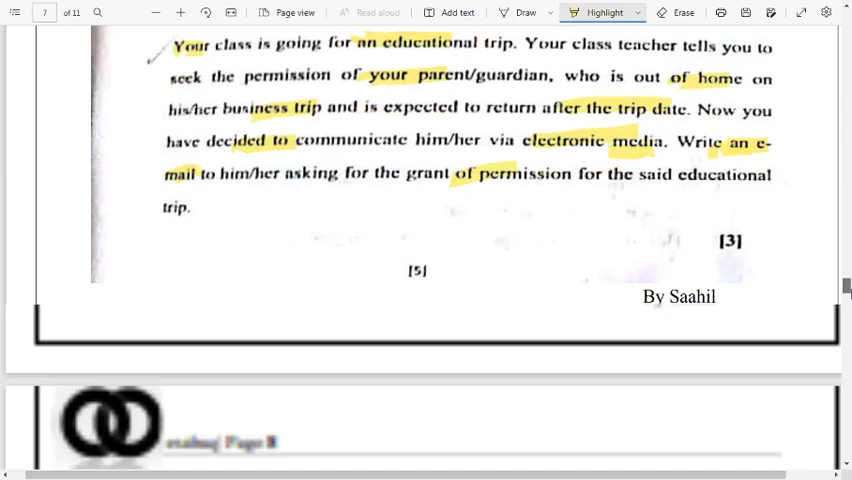 7 of 11
Page view
Read aloud
Add text
Draw
Highlight
Erase
Your class is going for an educational trip. Your class teacher tells you to
seek the permission of your parent/guardian, who is out of home on
his/her business trip and is expected to return after the trip date. Now you
have decided to communicate him/her via electronic media. Write an e-
mail to him/her asking for the grant of permission for the said educational
trip.
[3]
[5]
By Saahil
Page 8